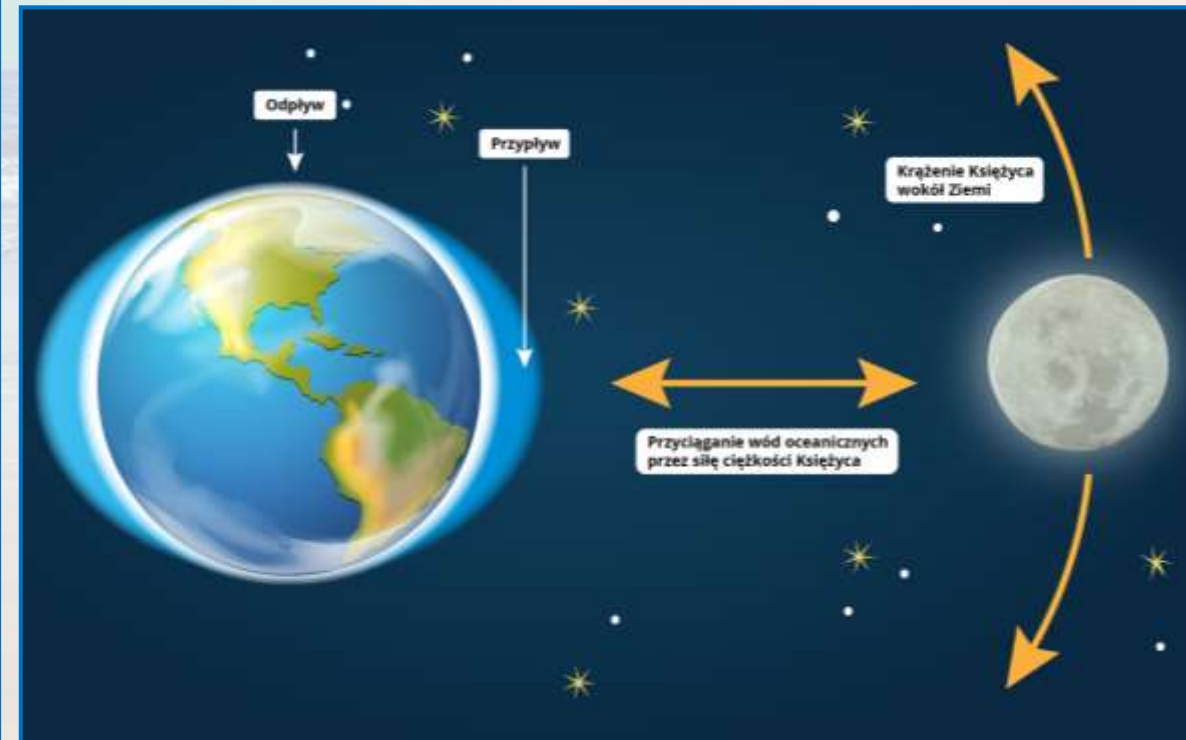 Odpływ
Przypływ
Krążenie Księżyca
wokół Ziemi
Przyciąganie wód oceanicznych
przez siłę ciężkości Księżyca